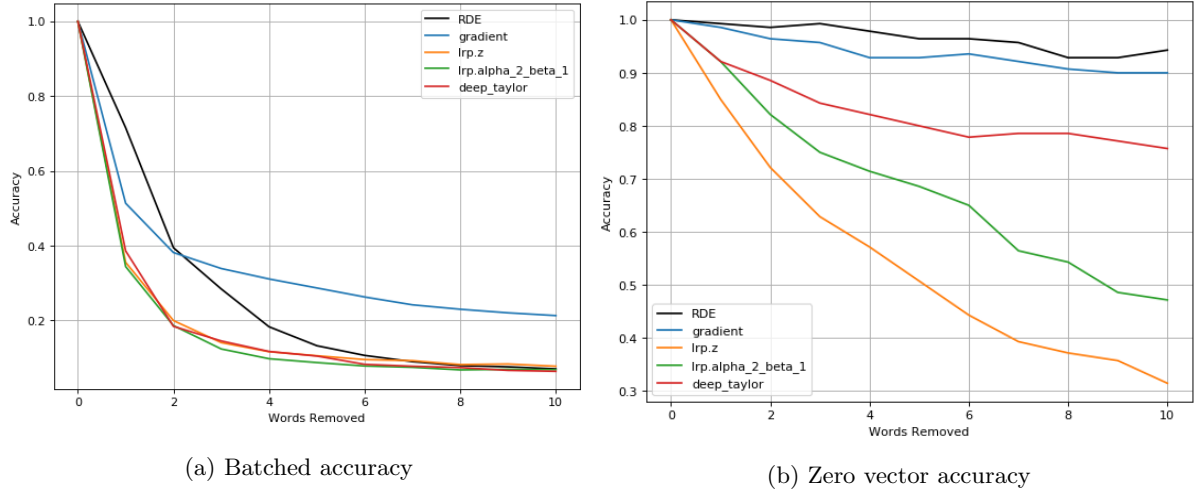 1.0
0.8
0.6
0.4
0.2
Accuracy
0
2
4
6
8
10
Words Removed
RDE
gradient
lrp.z
lrp.alpha_2_beta_1
deep_taylor
(a) Batched accuracy
1.0
0.9
0.8
0.7
0.6
0.5
0.4
0.3
Accuracy
RDE
gradient
lrp.z
lrp.alpha_2_beta_1
deep_taylor
0
2
4
6
8
10
Words Removed
(b) Zero vector accuracy